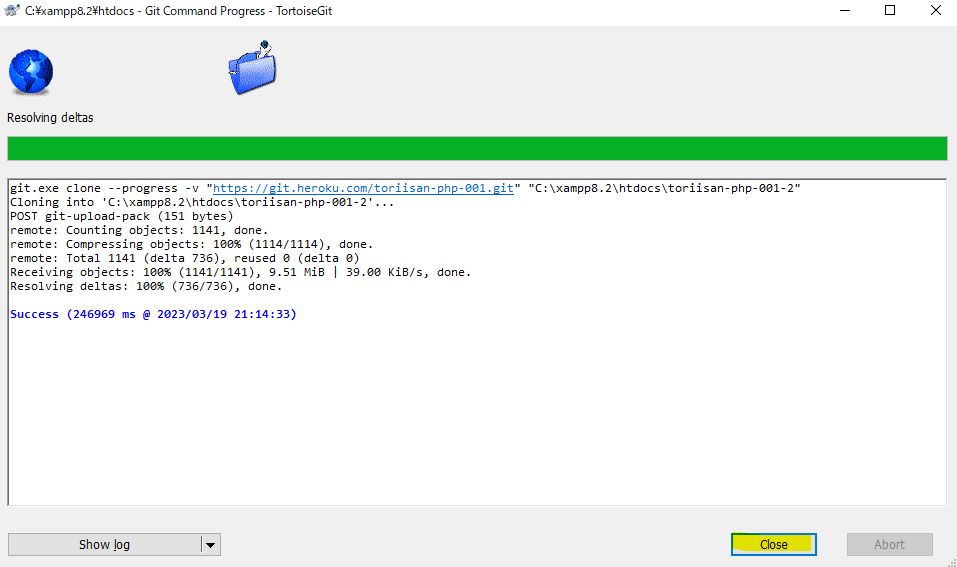 C:¥xampp8.2¥htdocs - Git Command Progress - TortoiseGit
Resolving deltas
git.exe clone --progress -v "https://git.heroku.com/toriisan-php-001.git" "C:\xampp8.2\htdocs\toriisan-php-001-2"
Cloning into 'C:\xampp8.2\htdocs\toriisan-php-001-2'...
POST git-upload-pack (151 bytes)
remote: Counting objects: 1141, done.
remote: Compressing objects: 100% (1114/1114), done.
remote: Total 1141 (delta 736), reused 0 (delta 0)
Receiving objects: 100% (1141/1141), 9.51 MiB | 39.00 KiB/s, done.
Resolving deltas: 100% (736/736), done.
Success (246969 ms @ 2023/03/19 21:14:33)
Show log
Close
Abort